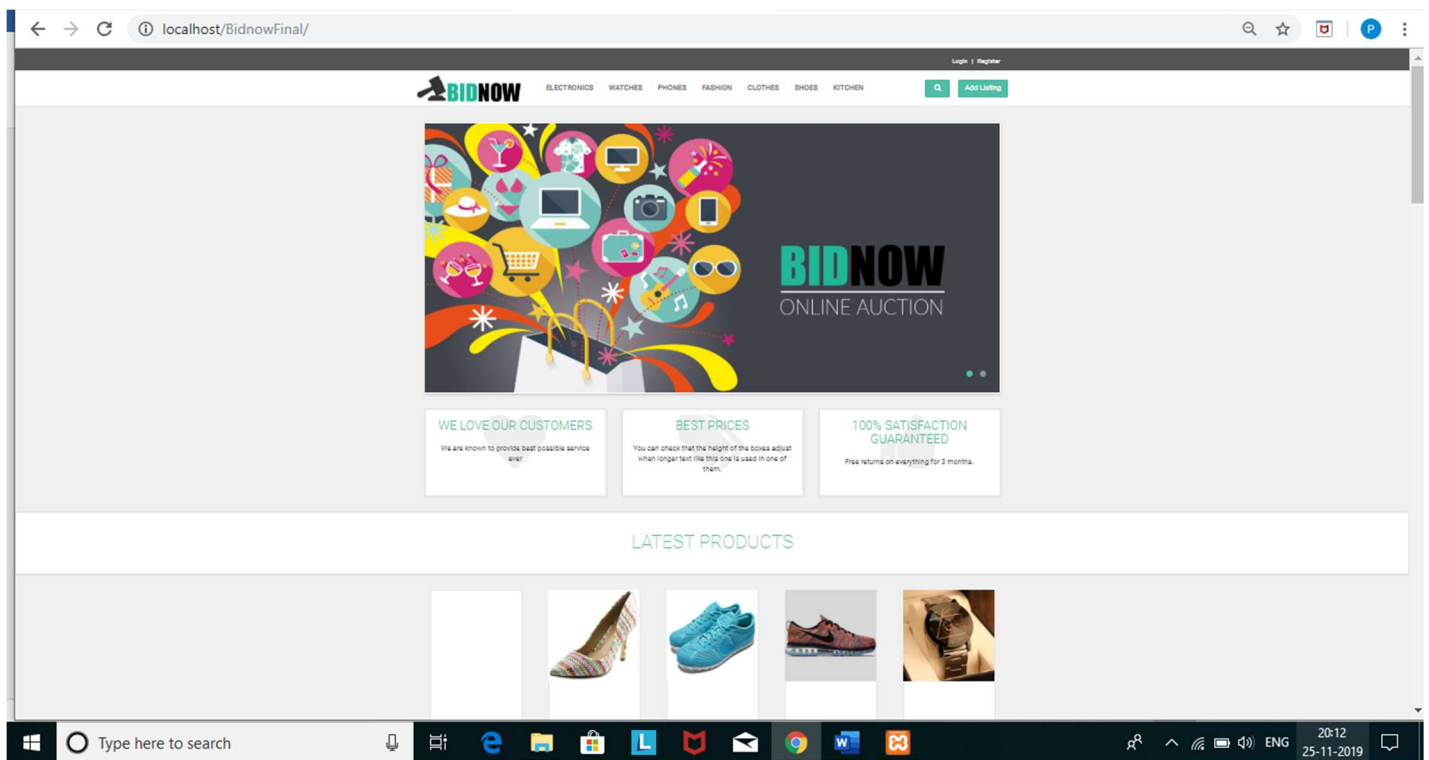 localhost/BidnowFinal/
P
Login | Register
BIDNOW
ELECTRONICS WATCHES PHONES FASHION CLOTHES SHOES KITCHEN
Add Listing
BIDNOW
ONLINE AUCTION
WE LOVE OUR CUSTOMERS
We are known to provide best possible service
ever
BEST PRICES
You can check that the height of the boxes adjust
when longer text like this one is used in one of
them.
100% SATISFACTION
GUARANTEED
Free returns on everything for 3 months.
LATEST PRODUCTS
Type here to search
L
W
ENG
20:12
25-11-2019